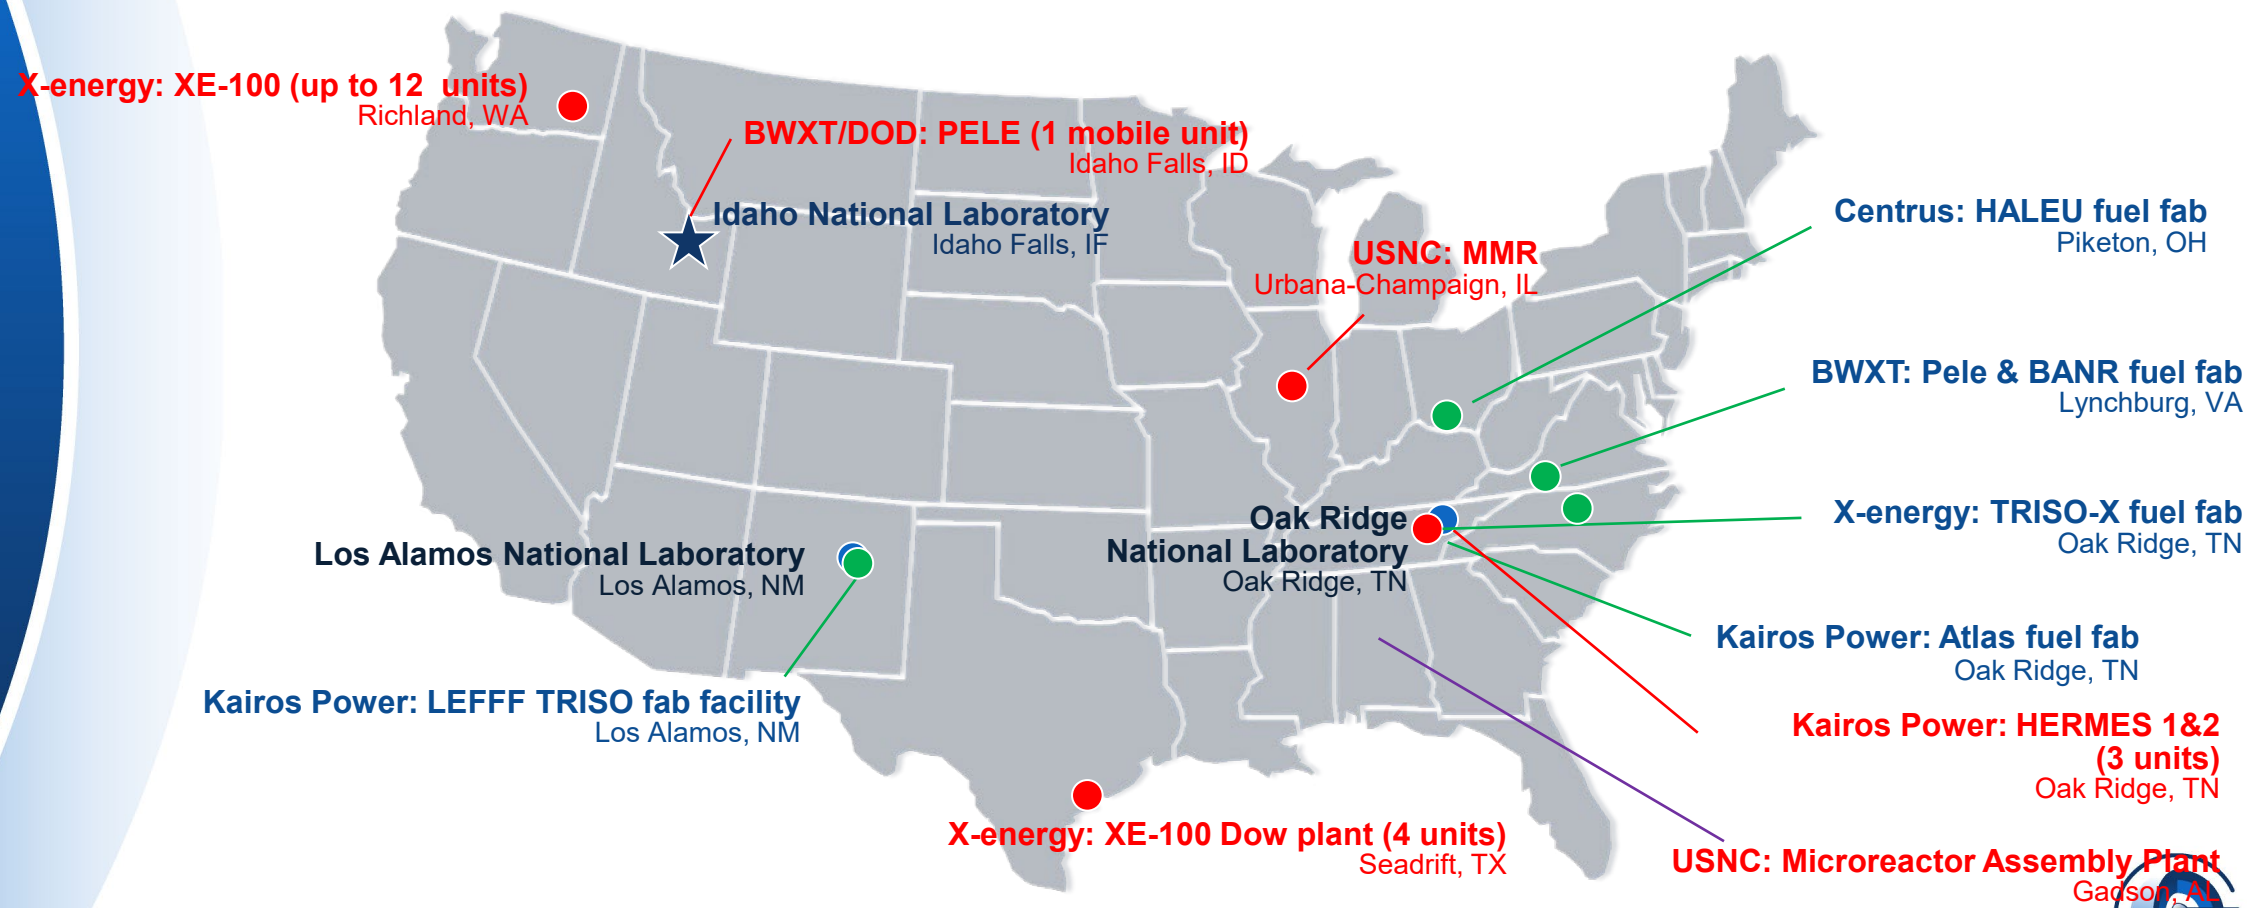 X-energy: XE-100 (up to 12  units)
Richland, WA
BWXT/DOD: PELE (1 mobile unit)
Idaho Falls, ID
Idaho National Laboratory
Idaho Falls, IF
USNC: MMR
Urbana-Champaign, IL
Centrus: HALEU fuel fab
Piketon, OH
BWXT: Pele & BANR fuel fab
Lynchburg, VA
X-energy: TRISO-X fuel fab
Oak Ridge, TN
Oak Ridge
National Laboratory
Oak Ridge, TN
Los Alamos National Laboratory
Los Alamos, NM
Kairos Power: Atlas fuel fab
Oak Ridge, TN
Kairos Power: LEFFF TRISO fab facility
Los Alamos, NM
Kairos Power: HERMES 1&2
(3 units)
Oak Ridge, TN
X-energy: XE-100 Dow plant (4 units)
Seadrift, TX
USNC: Microreactor Assembly Plant
Gadson, AL